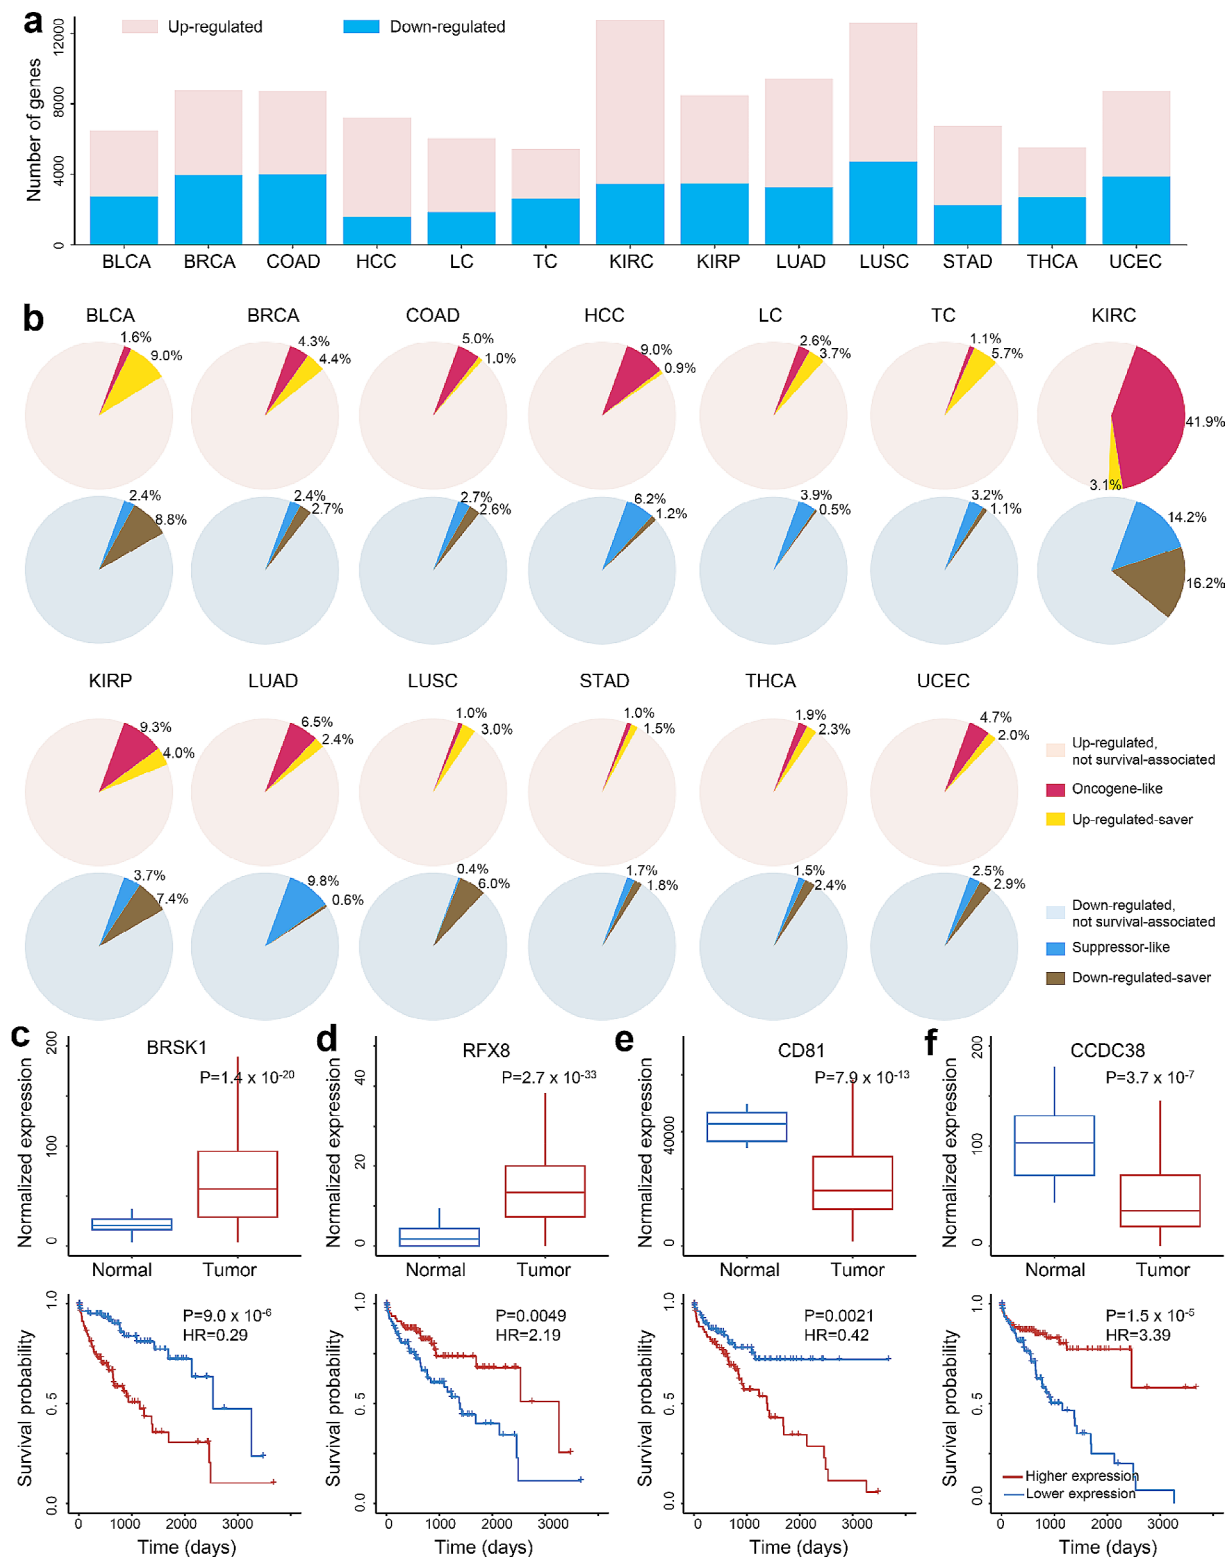 a
Up-regulated Down-regulated
Number of genes
12000
8000
4000
0
BLCA BRCA COAD HCC LC TC KIRC KIRP LUAD LUSC STAD THCA UCEC
b
BLCA BRCA COAD HCC LC TC KIRC
1.6% 4.3% 5.0% 9.0% 2.6% 1.1% 41.9%
9.0% 4.4% 1.0% 0.9% 3.7% 5.7% 3.1%
2.4% 2.4% 2.7% 6.2% 3.9% 3.2% 14.2%
8.8% 2.7% 2.6% 1.2% 0.5% 1.1% 16.2%
KIRP LUAD LUSC STAD THCA UCEC
9.3% 6.5% 1.0% 1.0% 1.9% 4.7%
4.0% 2.4% 3.0% 1.5% 2.3% 2.0%
Up-regulated,
not survival-associated
Oncogene-like
Up-regulated-saver
3.7% 9.8% 0.4% 1.7% 1.5% 2.5%
7.4% 0.6% 6.0% 1.8% 2.4% 2.9%
Down-regulated,
not survival-associated
Suppressor-like
Down-regulated-saver
c
BRSK1
P=1.4 x 10-20
Normalized expression
200
100
0
Normal Tumor
P=9.0 x 10-6
HR=0.29
Survival probability
1.0
0.5
0.0
0 1000 2000 3000
Time (days)
d
RFX8
P=2.7 x 10-33
Normalized expression
40
20
0
Normal Tumor
P=0.0049
HR=2.19
Survival probability
1.0
0.5
0.0
0 1000 2000 3000
Time (days)
e
CD81
P=7.9 x 10-13
Normalized expression
40000
0
Normal Tumor
P=0.0021
HR=0.42
Survival probability
1.0
0.5
0.0
0 1000 2000 3000
Time (days)
f
CCDC38
P=3.7 x 10-7
Normalized expression
200
100
0
Normal Tumor
P=1.5 x 10-5
HR=3.39
Survival probability
1.0
0.5
0.0
Higher expression
Lower expression
0 1000 2000 3000
Time (days)